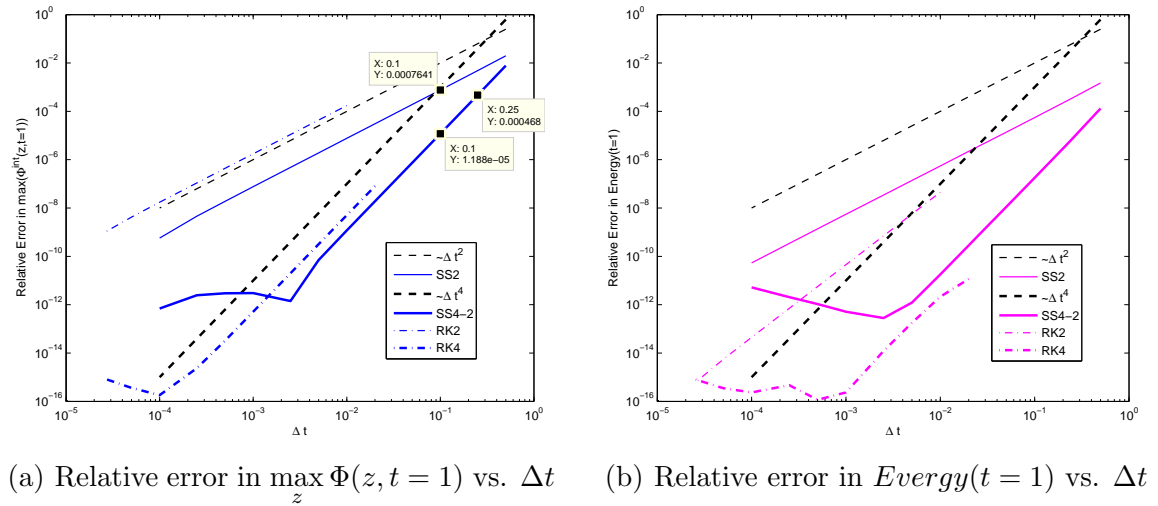 10^0
10^−2
10^−4
10^−6
10^−8
10^−10
10^−12
10^−14
10^−16
10^−5
10^−4
10^−3
10^−2
10^−1
10^0
Δ t
Relative Error in max(Φ^int(z,t=1))
X: 0.1
Y: 0.0007641
X: 0.25
Y: 0.000468
X: 0.1
Y: 1.188e−05
~Δ t^2
SS2
~Δ t^4
SS4−2
RK2
RK4
(a) Relative error in max_z Φ(z, t = 1) vs. Δt
10^0
10^−2
10^−4
10^−6
10^−8
10^−10
10^−12
10^−14
10^−16
10^−5
10^−4
10^−3
10^−2
10^−1
10^0
Δ t
Relative Error in Energy(t=1)
~Δ t^2
SS2
~Δ t^4
SS4−2
RK2
RK4
(b) Relative error in Evergy(t = 1) vs. Δt